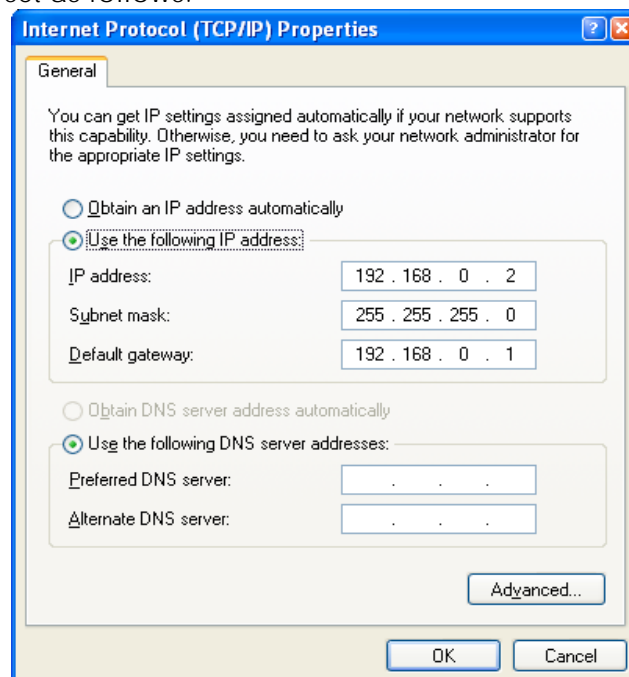 Internet Protocol (TCP/IP) Properties
General
You can get IP settings assigned automatically if your network supports
this capability. Otherwise, you need to ask your network administrator for
the appropriate IP settings.
Obtain an IP address automatically
Use the following IP address:
IP address: 192 . 168 . 0 . 2
Subnet mask: 255 . 255 . 255 . 0
Default gateway: 192 . 168 . 0 . 1
Obtain DNS server address automatically
Use the following DNS server addresses:
Preferred DNS server: . . .
Alternate DNS server: . . .
Advanced...
OK Cancel